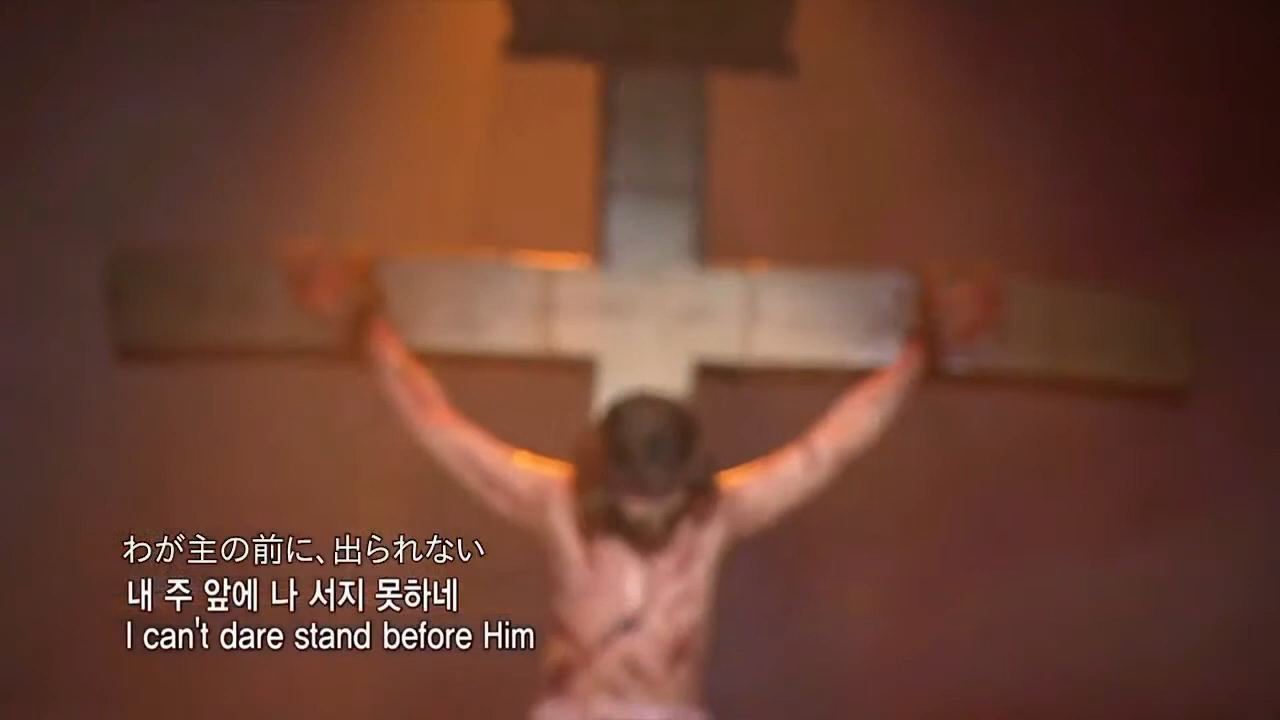 わが主の前に、出られない
내 주 앞에 나 서지 못하네
I can't dare stand before Him